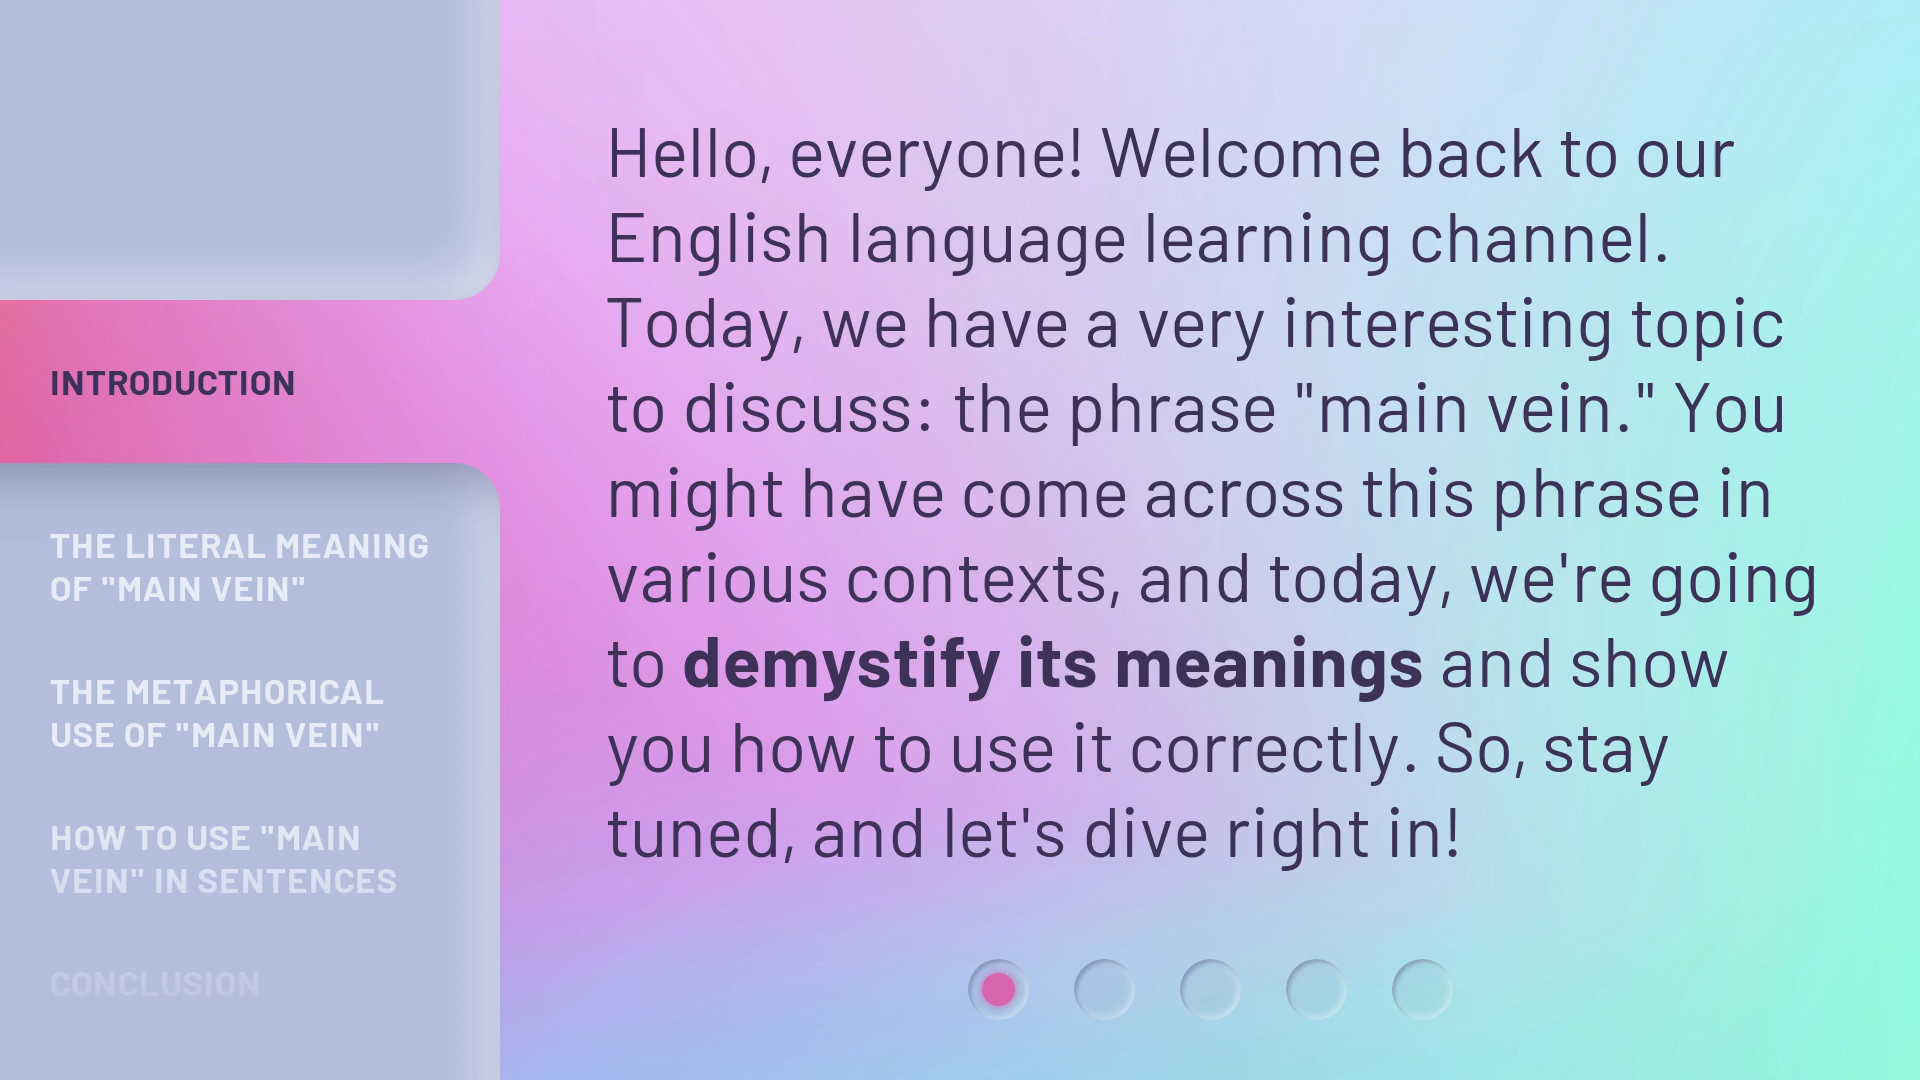 INTRODUCTION
THE LITERAL MEANING
OF "MAIN VEIN"
THE METAPHORICAL
USE OF "MAIN VEIN"
HOW TO USE "MAIN
VEIN" IN SENTENCES
CONCLUSION
Hello, everyone! Welcome back to our
English language learning channel.
Today, we have a very interesting topic
to discuss: the phrase "main vein." You
might have come across this phrase in
various contexts, and today, we're going
to demystify its meanings and show
you how to use it correctly. So, stay
tuned, and let's dive right in!